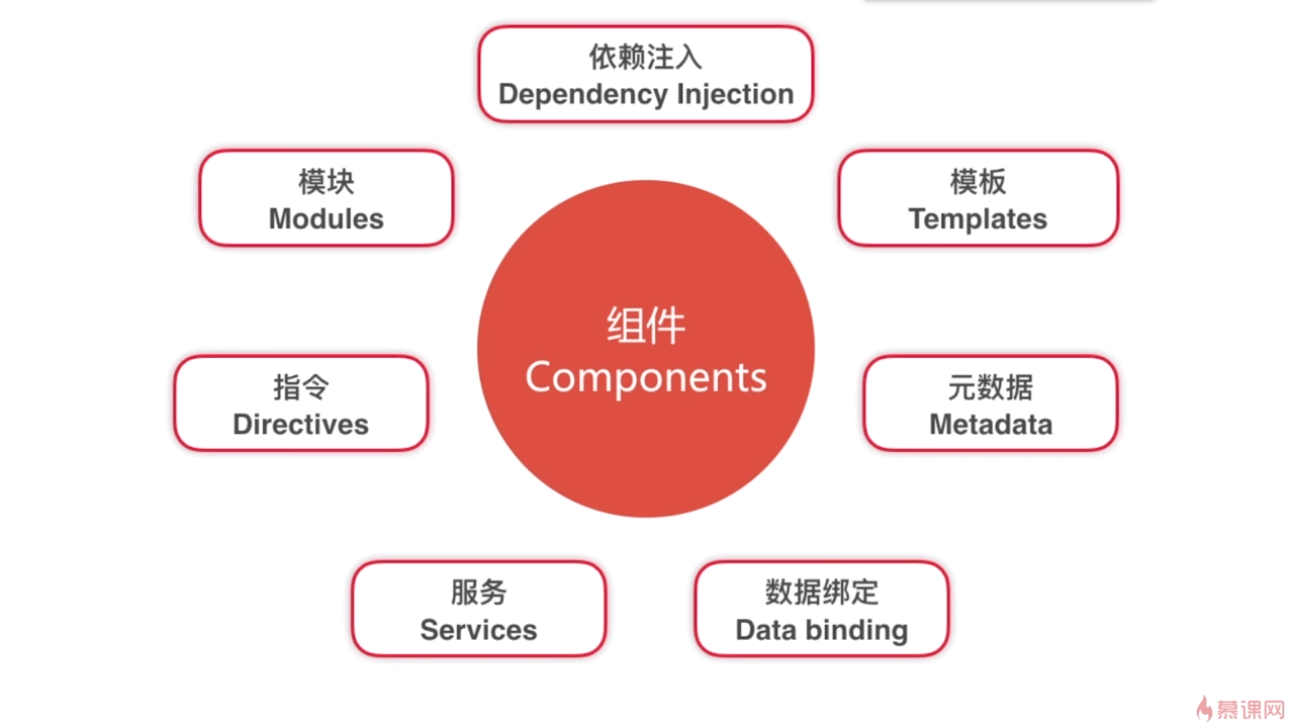 依赖注入
Dependency Injection
模块
Modules
模板
Templates
组件
Components
指令
Directives
元数据
Metadata
服务
Services
数据绑定
Data binding
慕课网